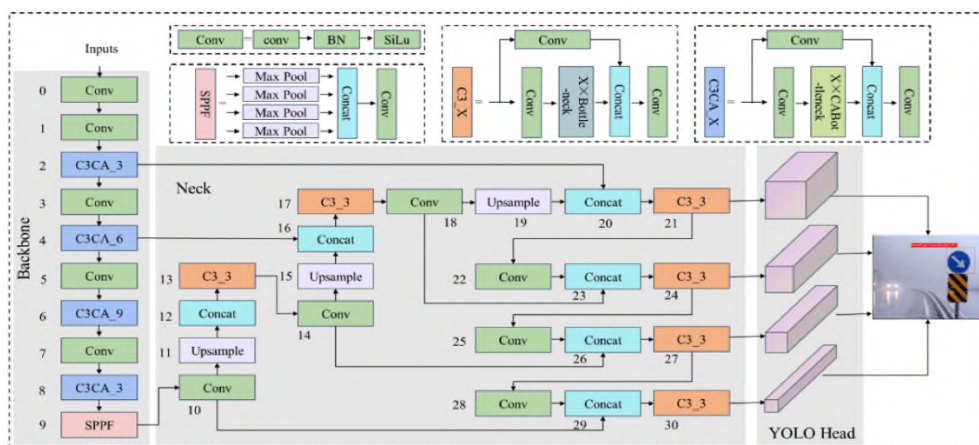 Inputs
Conv
=
conv
BN
SiLu
SPPF
=
Max Pool
Max Pool
Max Pool
Max Pool
Concat
Conv
C3_X
=
Conv
Conv
X×Bottle
-neck
Concat
Conv
C3CA_X
=
Conv
Conv
X×CABot
-tleneck
Concat
Conv
Backbone
0
Conv
1
Conv
2
C3CA_3
3
Conv
4
C3CA_6
5
Conv
6
C3CA_9
7
Conv
8
C3CA_3
9
SPPF
Neck
10
Conv
11
Upsample
12
Concat
13
C3_3
14
Conv
15
Upsample
16
Concat
17
C3_3
Conv
18
Upsample
19
Concat
20
C3_3
21
22
Conv
Concat
23
C3_3
24
25
Conv
Concat
26
C3_3
27
28
Conv
Concat
29
C3_3
30
YOLO Head